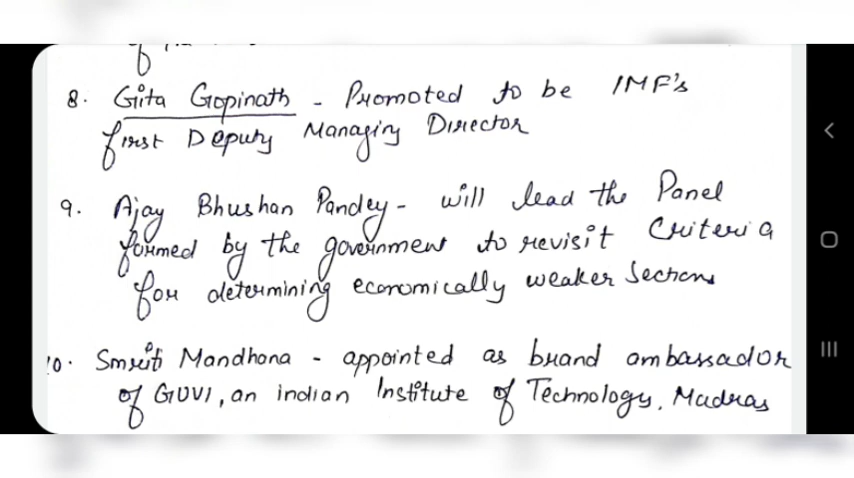 8. Gita Gopinath - Promoted to be IMF's
first Deputy Managing Director
9. Ajay Bhushan Pandey - will lead the Panel
formed by the government to revisit Criteria
for determining economically weaker Sections
10. Smriti Mandhana - appointed as brand ambassador
of GUVI, an indian Institute of Technology, Madras